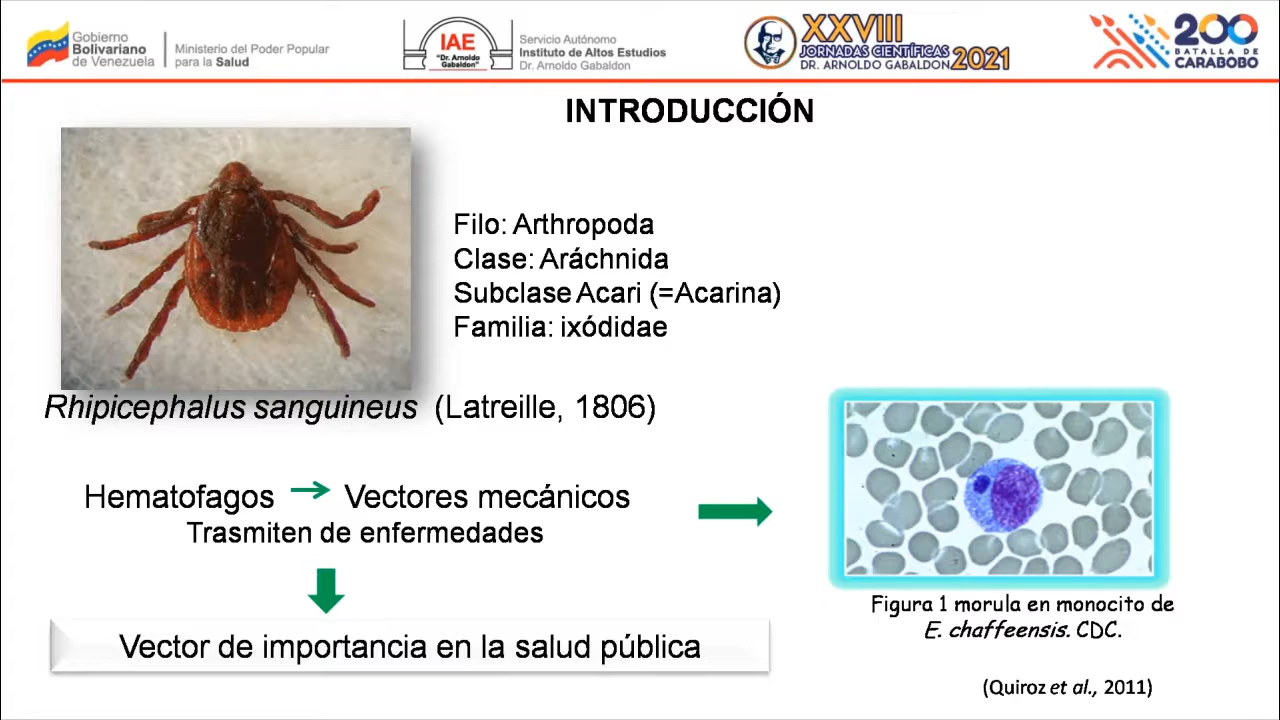 Gobierno
Bolivariano
de Venezuela
Ministerio del Poder Popular
para la Salud
IAE
"Dr. Arnoldo
Gabaldon"
Servicio Autónomo
Instituto de Altos Estudios
Dr. Arnoldo Gabaldon
XXVIII
JORNADAS CIENTÍFICAS
DR. ARNOLDO GABALDON 2021
200
BATALLA DE
CARABOBO
INTRODUCCIÓN
Filo: Arthropoda
Clase: Aráchnida
Subclase Acari (=Acarina)
Familia: ixódidae
Rhipicephalus sanguineus (Latreille, 1806)
Hematofagos → Vectores mecánicos
Trasmiten de enfermedades
Vector de importancia en la salud pública
Figura 1 morula en monocito de
E. chaffeensis. CDC.
(Quiroz et al., 2011)